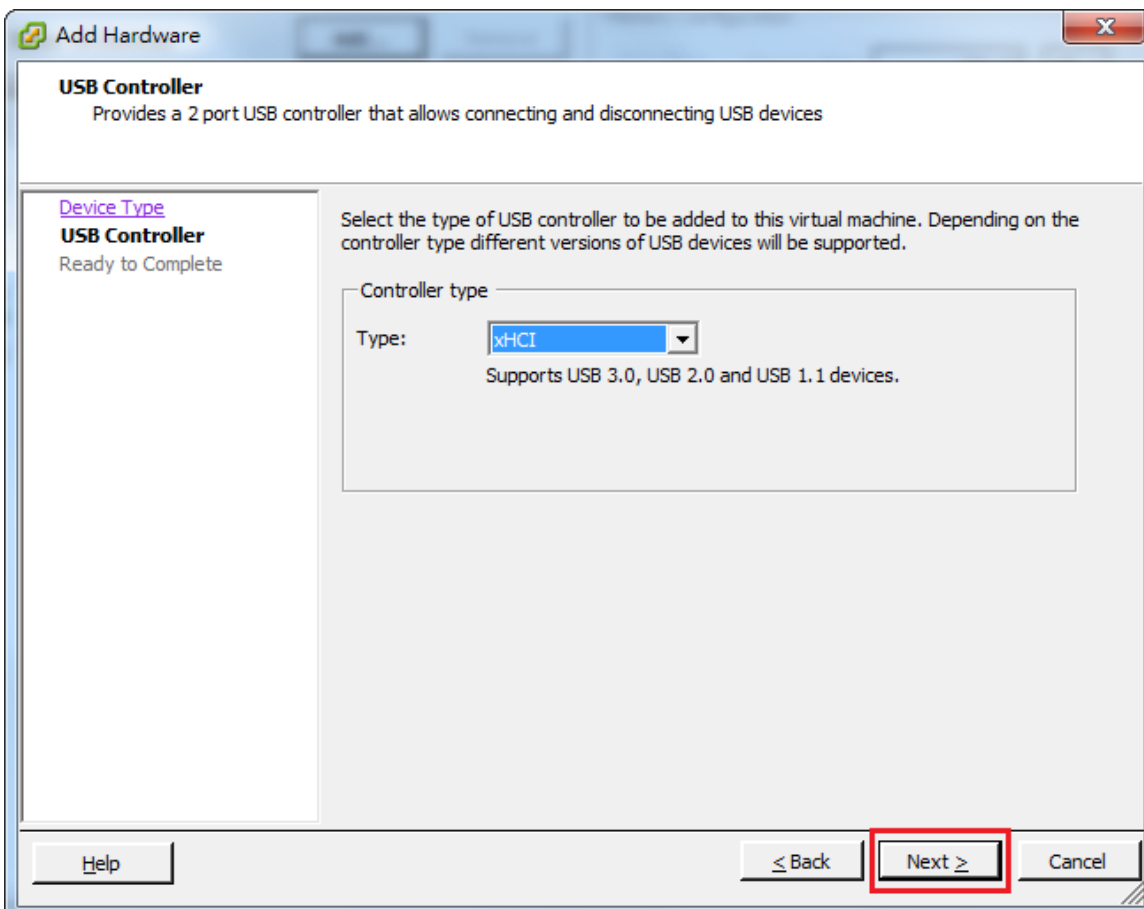 Add Hardware
USB Controller
Provides a 2 port USB controller that allows connecting and disconnecting USB devices
Device Type
USB Controller
Ready to Complete
Select the type of USB controller to be added to this virtual machine. Depending on the
controller type different versions of USB devices will be supported.
Controller type
Type:
xHCI
Supports USB 3.0, USB 2.0 and USB 1.1 devices.
Help
< Back
Next >
Cancel